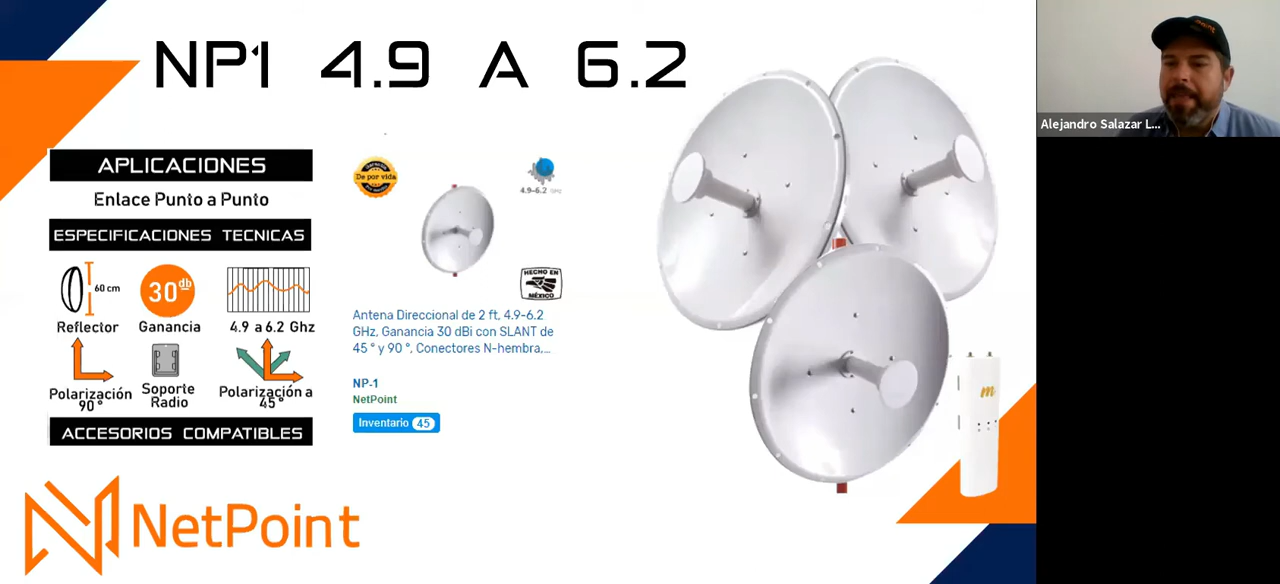 NP1 4.9 A 6.2
APLICACIONES
Enlace Punto a Punto
ESPECIFICACIONES TECNICAS
60 cm
30db
Reflector
Ganancia
4.9 a 6.2 Ghz
Polarización
90°
Soporte
Radio
Polarización a
45°
ACCESORIOS COMPATIBLES
NetPoint
De por vida
4.9-6.2 GHz
HECHO EN
MÉXICO
Antena Direccional de 2 ft, 4.9-6.2
GHz, Ganancia 30 dBi con SLANT de
45 ° y 90 °, Conectores N-hembra,...
NP-1
NetPoint
Inventario 45
m
Alejandro Salazar L...